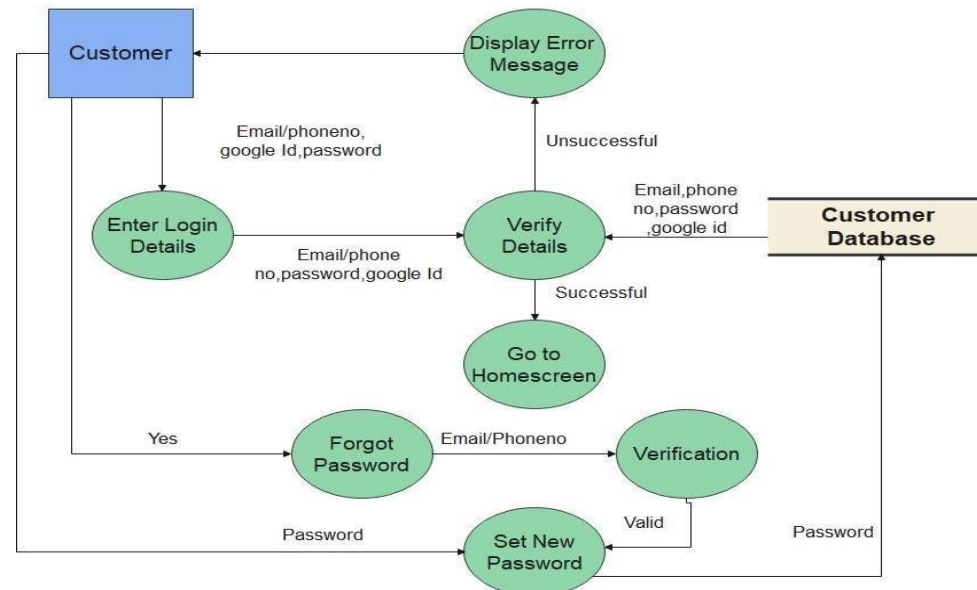 Customer
Display Error
Message
Email/phoneno,
google Id,password
Unsuccessful
Enter Login
Details
Email/phone
no,password,google Id
Verify
Details
Email,phone
no,password
,google id
Customer
Database
Successful
Go to
Homescreen
Yes
Forgot
Password
Email/Phoneno
Verification
Valid
Password
Set New
Password
Password